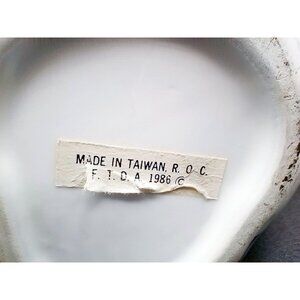 MADE IN TAIWAN, R. O. C.
F. T. D. A. 1986 ©